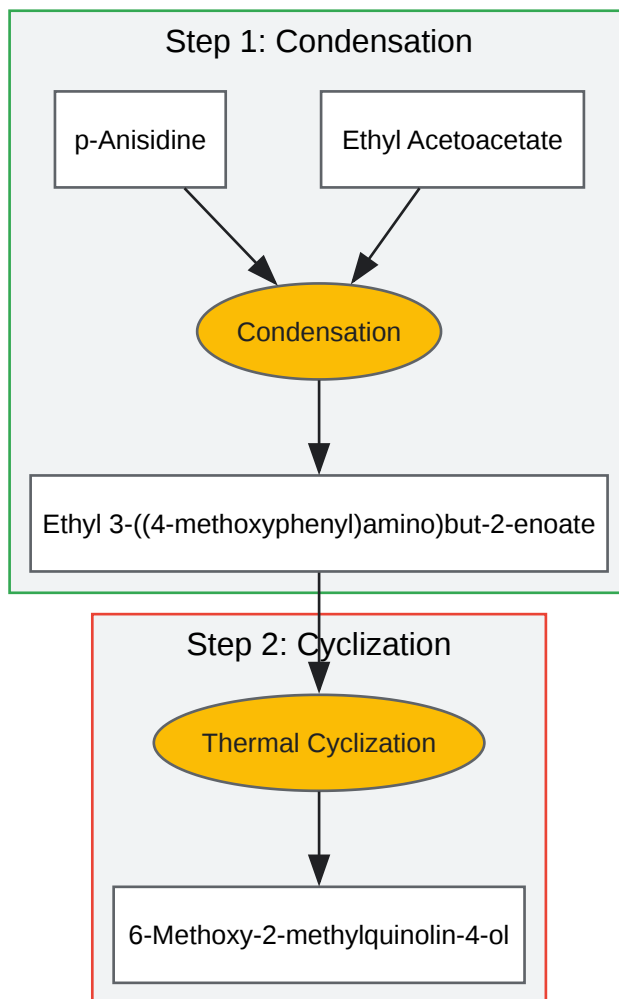 Step 1: Condensation
p-Anisidine
Ethyl Acetoacetate
Condensation
Ethyl 3-((4-methoxyphenyl)amino)but-2-enoate
Step 2: Cyclization
Thermal Cyclization
6-Methoxy-2-methylquinolin-4-ol